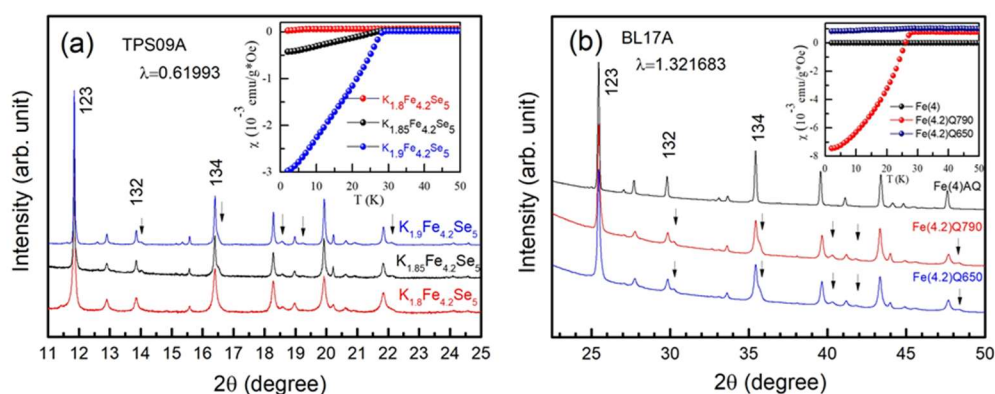 (a)
TPS09A
λ=0.61993
Intensity (arb. unit)
123
132
134
χ (10⁻³ emu/g*Oe)
0
-1
-2
-3
K₁.₈Fe₄.₂Se₅
K₁.₈₅Fe₄.₂Se₅
K₁.₉Fe₄.₂Se₅
0 10 20 30 40 50
T (K)
K₁.₉Fe₄.₂Se₅
K₁.₈₅Fe₄.₂Se₅
K₁.₈Fe₄.₂Se₅
11 12 13 14 15 16 17 18 19 20 21 22 23 24 25
2θ (degree)
(b)
BL17A
λ=1.321683
Intensity (arb. unit)
123
132
134
χ (10⁻³ emu/g*Oe)
0
-2
-4
-6
-8
Fe(4)
Fe(4.2)Q790
Fe(4.2)Q650
0 10 20 30 40 50
T (K)
Fe(4)AQ
Fe(4.2)Q790
Fe(4.2)Q650
25 30 35 40 45 50
2θ (degree)